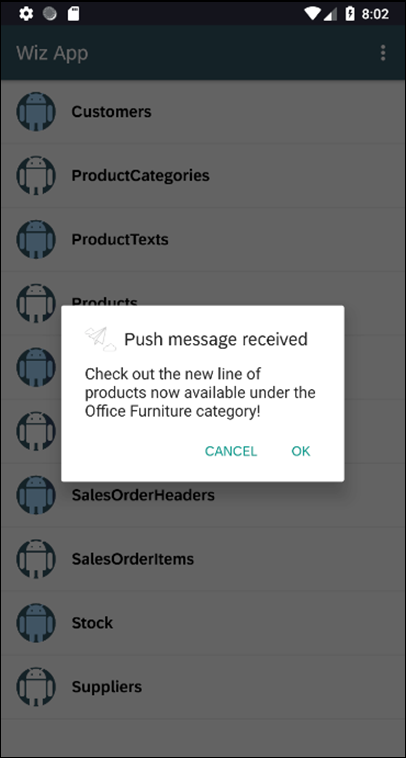 8:02
Wiz App
Customers
ProductCategories
ProductTexts
Products
Push message received
Check out the new line of
products now available under the
Office Furniture category!
CANCEL OK
SalesOrderHeaders
SalesOrderItems
Stock
Suppliers